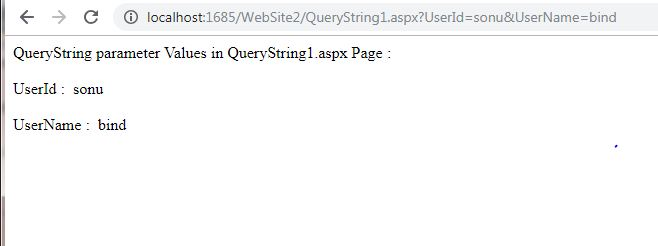 localhost:1685/WebSite2/QueryString1.aspx?UserId=sonu&UserName=bind
QueryString parameter Values in QueryString1.aspx Page :
UserId : sonu
UserName : bind